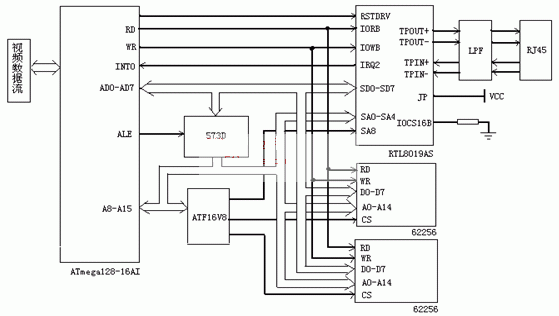 视频数据流
RD
WR
INT0
AD0-AD7
ALE
A8-A15
ATmega128-16AI
573D
ATF16V8
RSTDRV
IORB
IOWB
IRQ2
SD0-SD7
SA0-SA4
SA8
TPOUT+
TPOUT-
TPIN+
TPIN-
JP
IOCS16B
RTL8019AS
LPF
RJ45
VCC
RD
WR
D0-D7
A0-A14
CS
62256
RD
WR
D0-D7
A0-A14
CS
62256